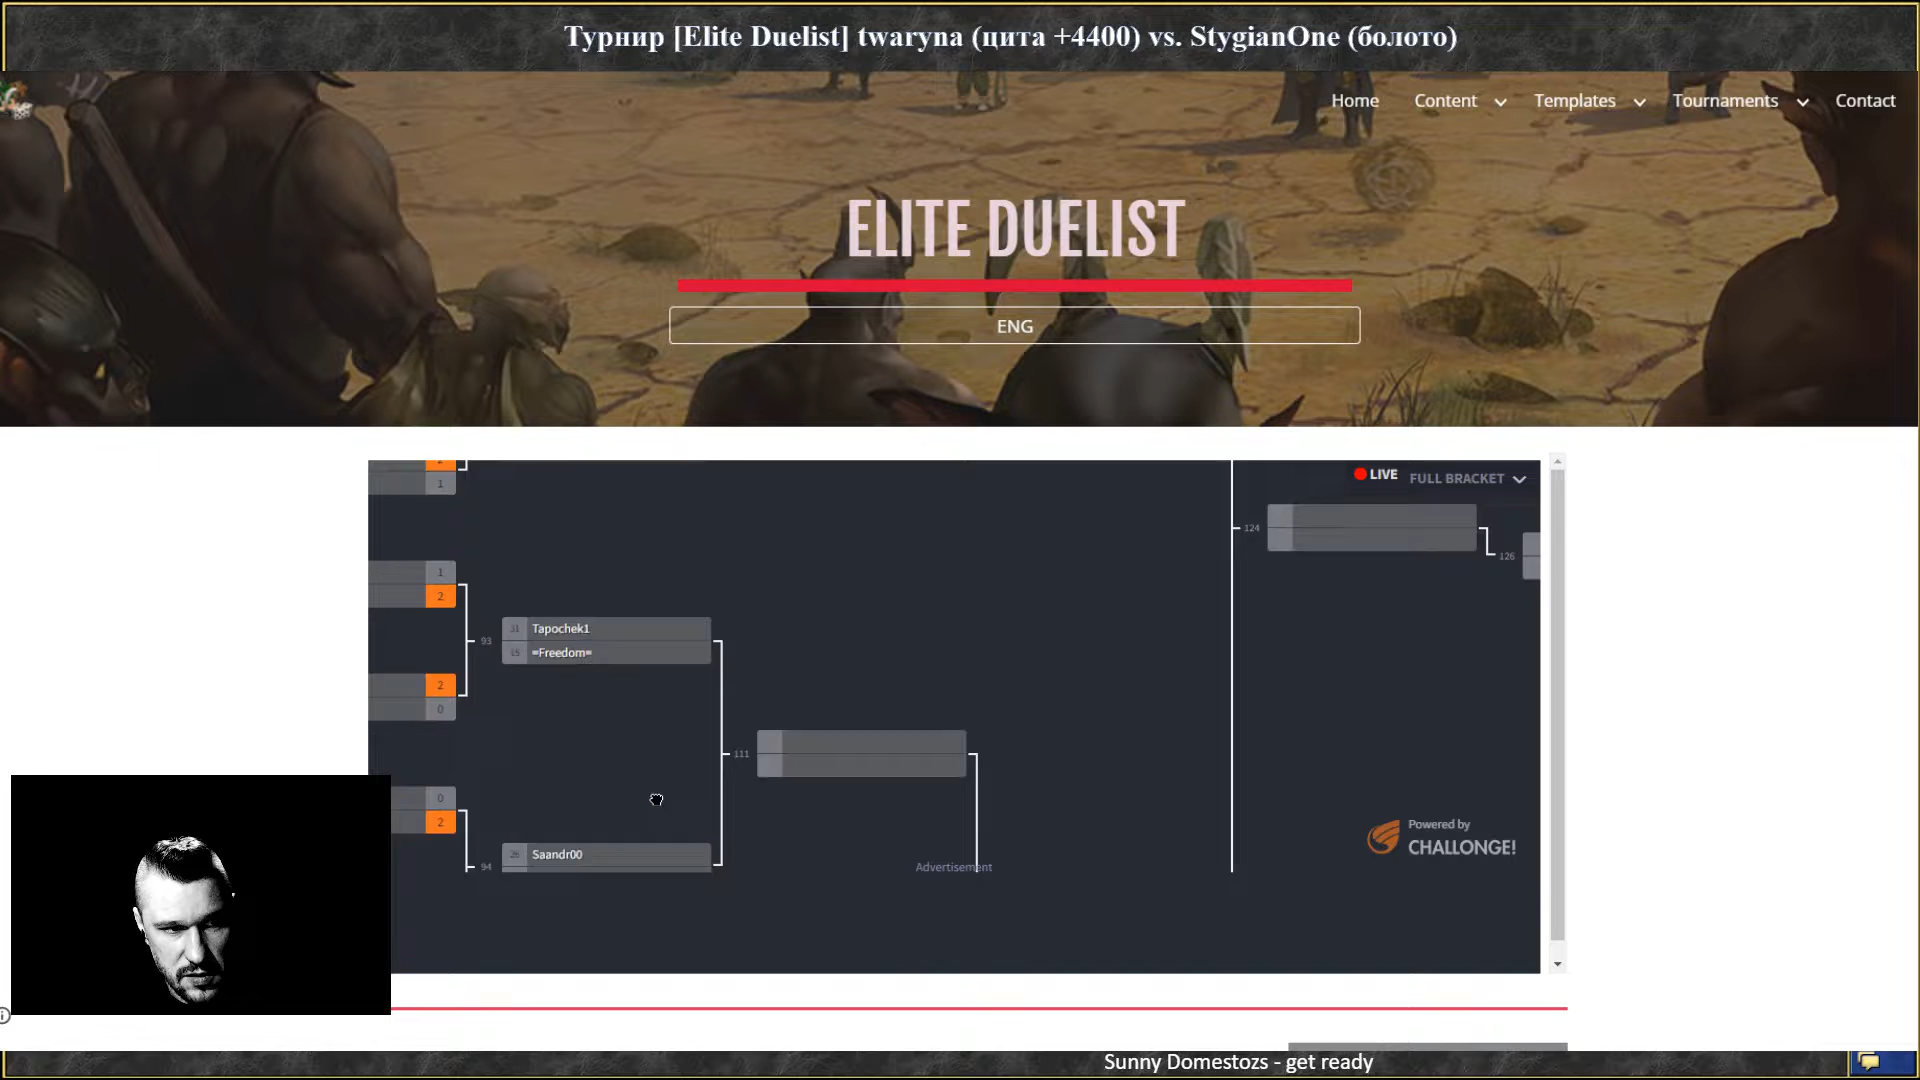 Турнир [Elite Duelist] twaryna (цита +4400) vs. StygianOne (болото)
Home Content Templates Tournaments Contact
ELITE DUELIST
ENG
LIVE FULL BRACKET
1
124
126
1
2
31 Tapochek1
93
15 =Freedom=
2
0
111
0
2
Powered by
CHALLONGE!
Saandr00
94
Advertisement
Sunny Domestozs - get ready